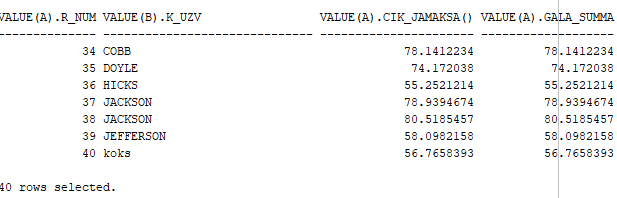 VALUE(A).R_NUM VALUE(B).K_UZV VALUE(A).CIK_JAMAKSA() VALUE(A).GALA_SUMMA
-------------- ------------------------------ ---------------------- -------------------
34 COBB 78.1412234 78.1412234
35 DOYLE 74.172038 74.172038
36 HICKS 55.2521214 55.2521214
37 JACKSON 78.9394674 78.9394674
38 JACKSON 80.5185457 80.5185457
39 JEFFERSON 58.0982158 58.0982158
40 koks 56.7658393 56.7658393
40 rows selected.